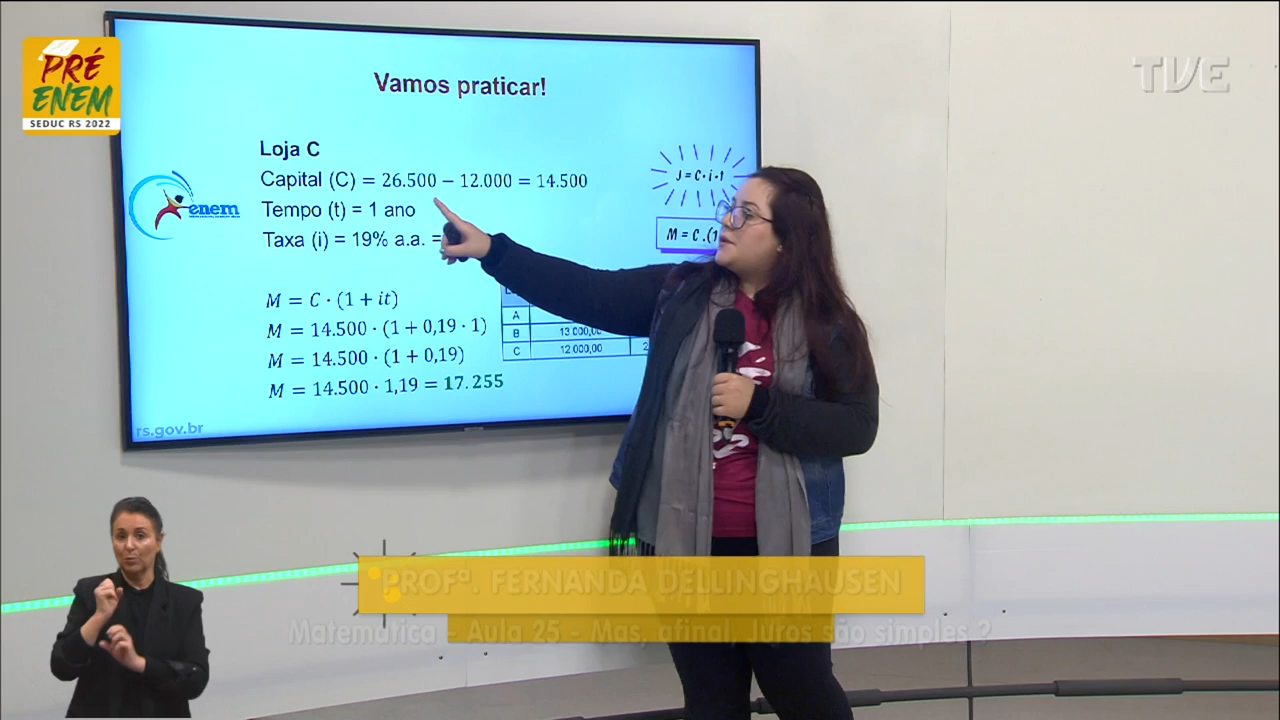 PRÉ
ENEM
SEDUC RS 2022
TVE
Vamos praticar!
Loja C
Capital (C) = 26.500 − 12.000 = 14.500
Tempo (t) = 1 ano
Taxa (i) = 19% a.a. =
enem
J = C · i · t
M = C . (1
M = C · (1 + it)
M = 14.500 · (1 + 0,19 · 1)
M = 14.500 · (1 + 0,19)
M = 14.500 · 1,19 = 17.255
A
B 13 000,00
C 12 000,00 2
rs.gov.br
PROFª. FERNANDA DELLINGHAUSEN
Matemática - Aula 25 - Mas, afinal, Juros são simples ?